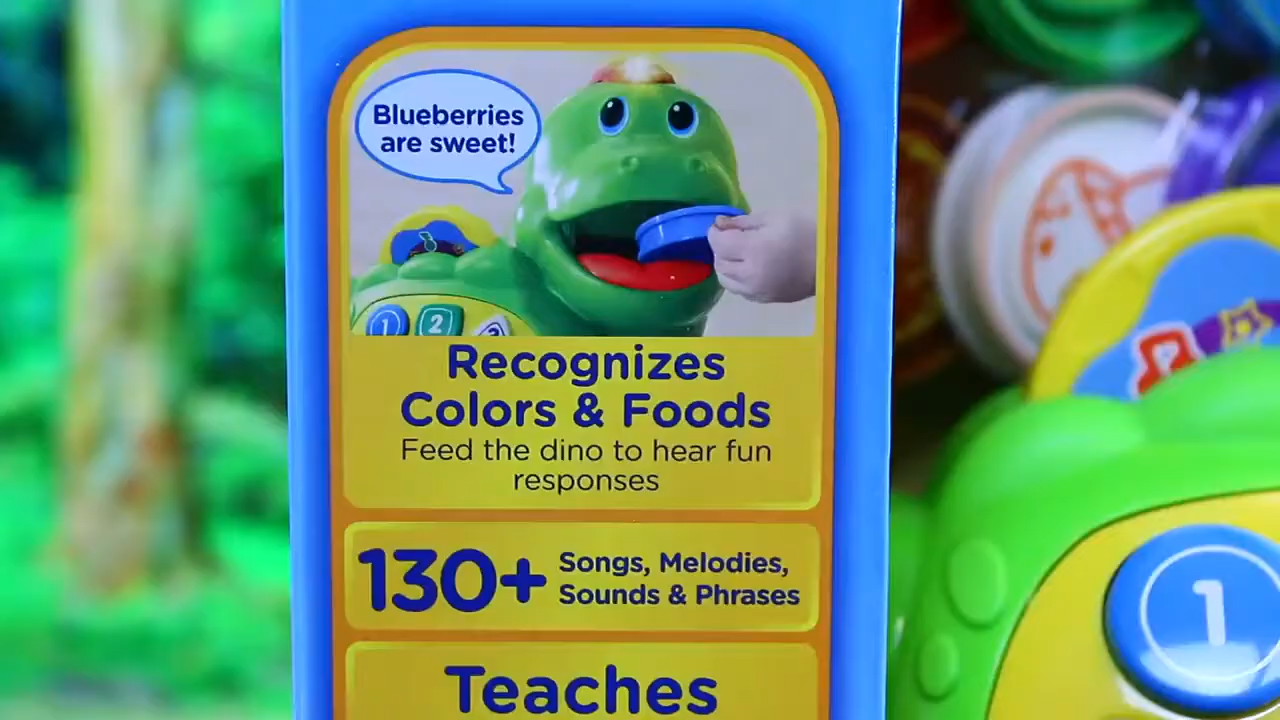 Blueberries
are sweet!
1 2
Recognizes
Colors & Foods
Feed the dino to hear fun
responses
130+ Songs, Melodies,
Sounds & Phrases
Teaches
1